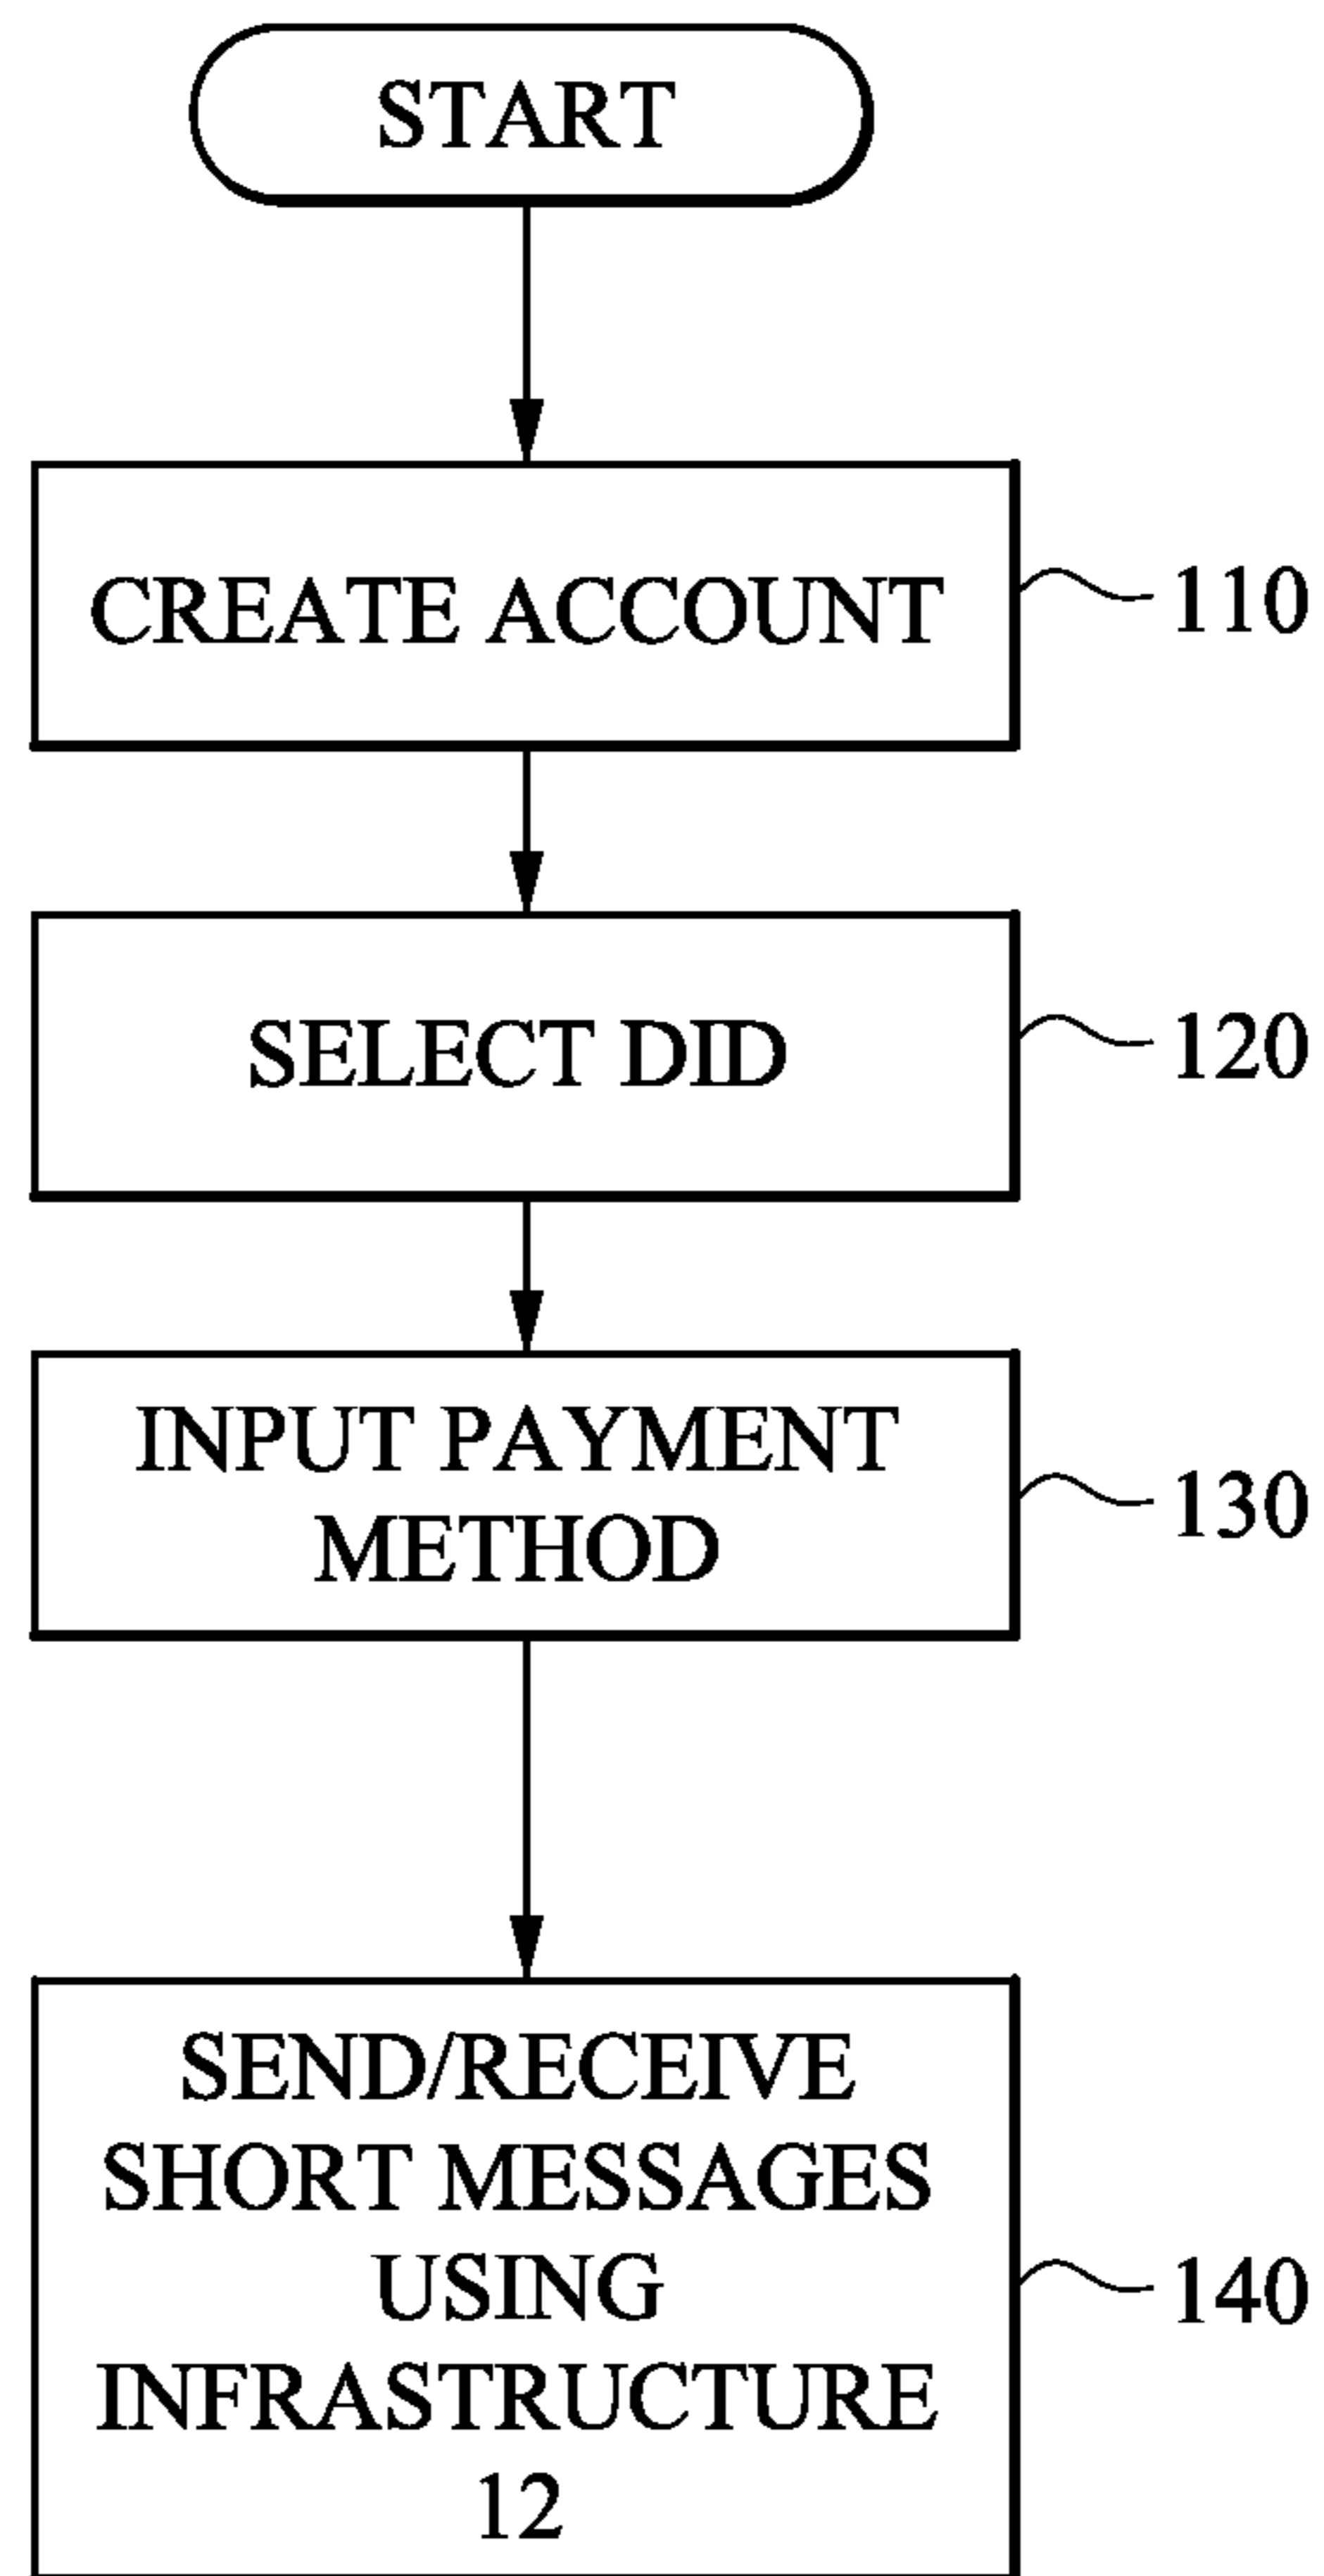 START
CREATE ACCOUNT
110
SELECT DID
120
INPUT PAYMENT
METHOD
130
SEND/RECEIVE
SHORT MESSAGES
USING
INFRASTRUCTURE
12
140